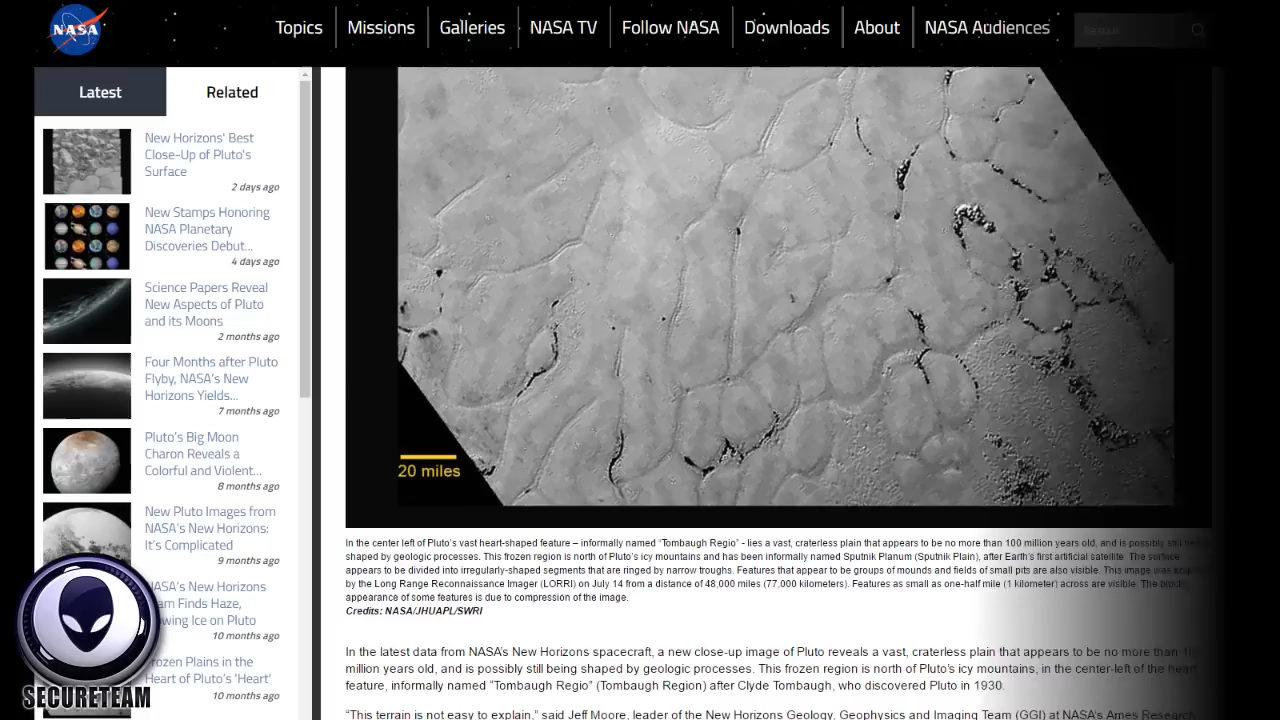 NASA
Topics
Missions
Galleries
NASA TV
Follow NASA
Downloads
About
NASA Audiences
Search
Latest
Related
New Horizons' Best
Close-Up of Pluto's
Surface
2 days ago
New Stamps Honoring
NASA Planetary
Discoveries Debut...
4 days ago
Science Papers Reveal
New Aspects of Pluto
and its Moons
2 months ago
Four Months after Pluto
Flyby, NASA's New
Horizons Yields...
7 months ago
Pluto's Big Moon
Charon Reveals a
Colorful and Violent...
8 months ago
New Pluto Images from
NASA's New Horizons:
It's Complicated
9 months ago
NASA's New Horizons
Finds Haze,
Ice on Pluto
10 months ago
Frozen Plains in the
Heart of Pluto's 'Heart'
10 months ago
SECURETEAM
20 miles
In the center left of Pluto's vast heart-shaped feature – informally named "Tombaugh Regio" - lies a vast, craterless plain that appears to be no more than 100 million years old, and is possibly still
shaped by geologic processes. This frozen region is north of Pluto's icy mountains and has been informally named Sputnik Planum (Sputnik Plain), after Earth's first artificial satellite. The surface
appears to be divided into irregularly-shaped segments that are ringed by narrow troughs. Features that appear to be groups of mounds and fields of small pits are also visible. This image was
by the Long Range Reconnaissance Imager (LORRI) on July 14 from a distance of 48,000 miles (77,000 kilometers). Features as small as one-half mile (1 kilometer) across are visible. The blocky
appearance of some features is due to compression of the image.
Credits: NASA/JHUAPL/SWRI
In the latest data from NASA's New Horizons spacecraft, a new close-up image of Pluto reveals a vast, craterless plain that appears to be no more than 100
million years old, and is possibly still being shaped by geologic processes. This frozen region is north of Pluto's icy mountains, in the center-left of the heart
feature, informally named "Tombaugh Regio" (Tombaugh Region) after Clyde Tombaugh, who discovered Pluto in 1930.
"This terrain is not easy to explain," said Jeff Moore, leader of the New Horizons Geology, Geophysics and Imaging Team (GGI) at NASA's Ames Research